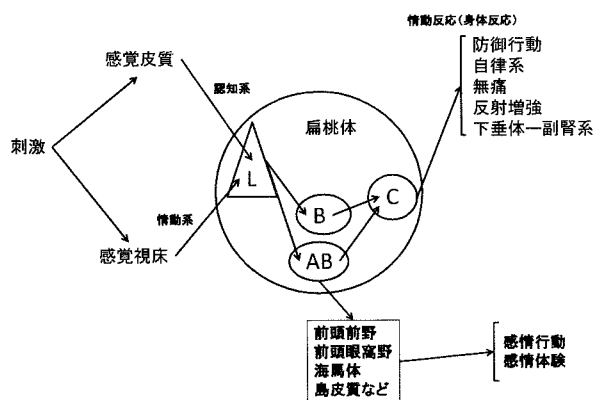 情動反応(身体反応)
防御行動
自律系
無痛
反射増強
下垂体ー副腎系
感覚皮質
認知系
扁桃体
刺激
L
C
B
情動系
感覚視床
AB
前頭前野
前頭眼窩野
海馬体
島皮質など
感情行動
感情体験